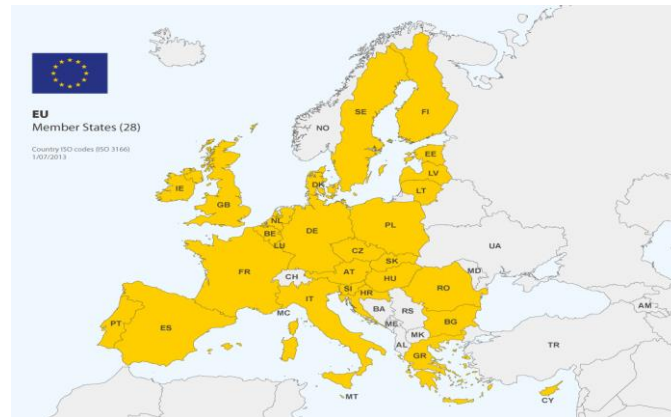 EU
Member States (28)
Country ISO codes (ISO 3166)
1/07/2013
NO
SE
FI
EE
LV
LT
DK
IE
GB
NL
BE
LU
DE
PL
CZ
SK
UA
FR
CH
AT
HU
MD
SI
HR
RO
IT
MC
BA
RS
ME
BG
MK
AL
PT
ES
GR
TR
AM
MT
CY